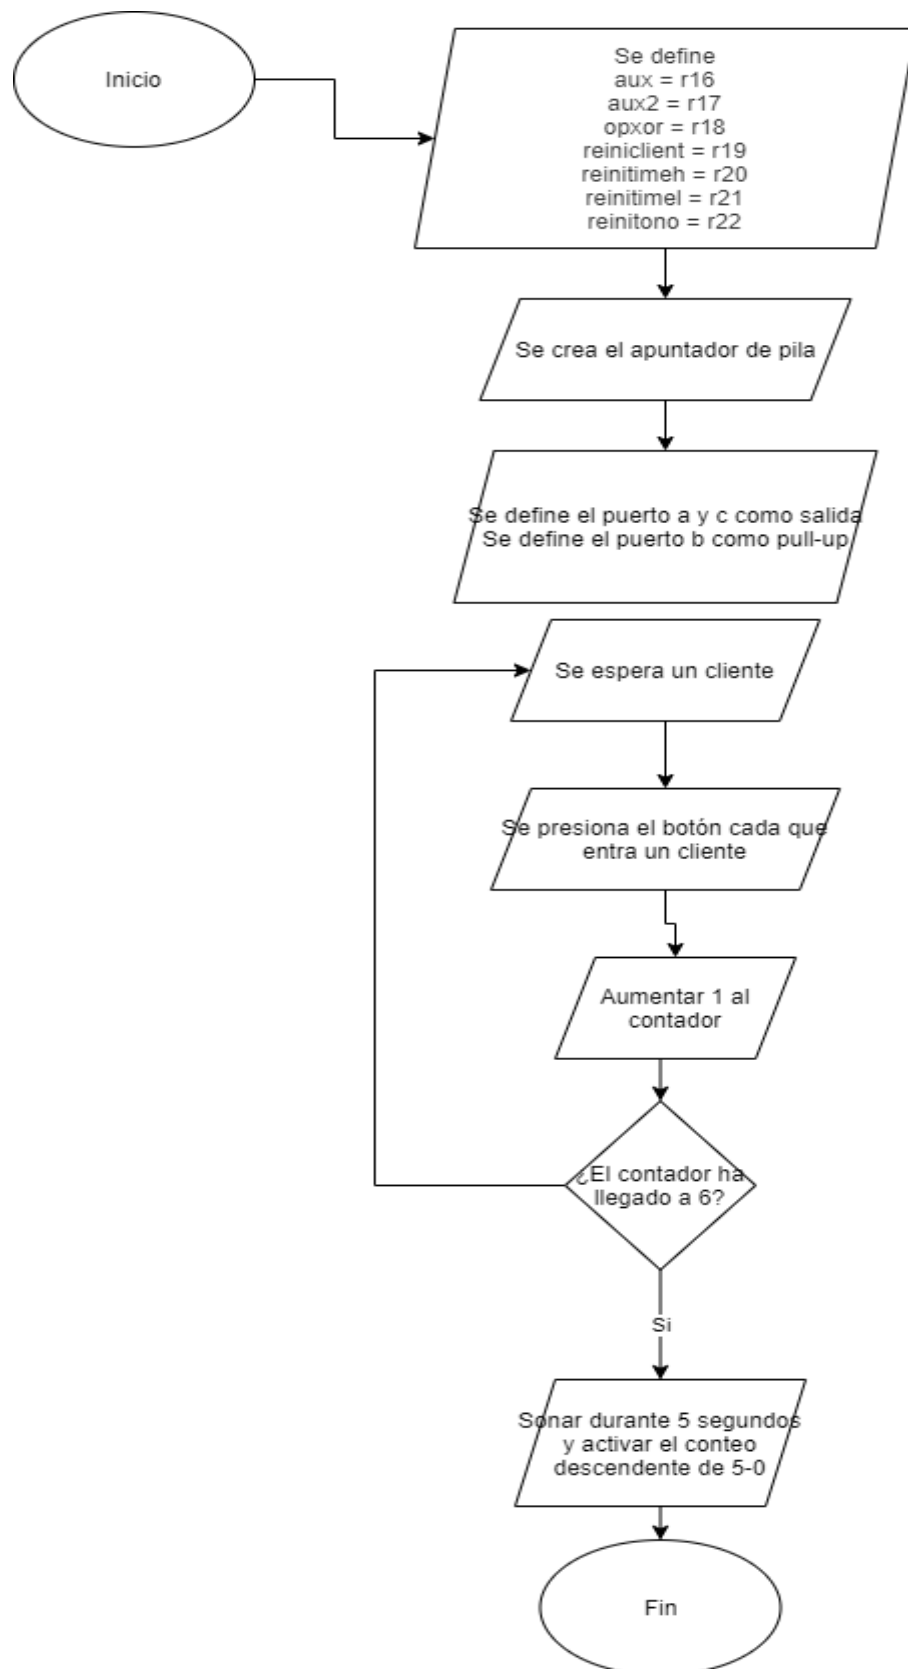 Inicio
Se define
aux = r16
aux2 = r17
opxor = r18
reiniclient = r19
reinitimeh = r20
reinitimel = r21
reinitono = r22
Se crea el apuntador de pila
Se define el puerto a y c como salida
Se define el puerto b como pull-up
Se espera un cliente
Se presiona el botón cada que
entra un cliente
Aumentar 1 al
contador
¿El contador ha
llegado a 6?
Si
Sonar durante 5 segundos
y activar el conteo
descendente de 5-0
Fin